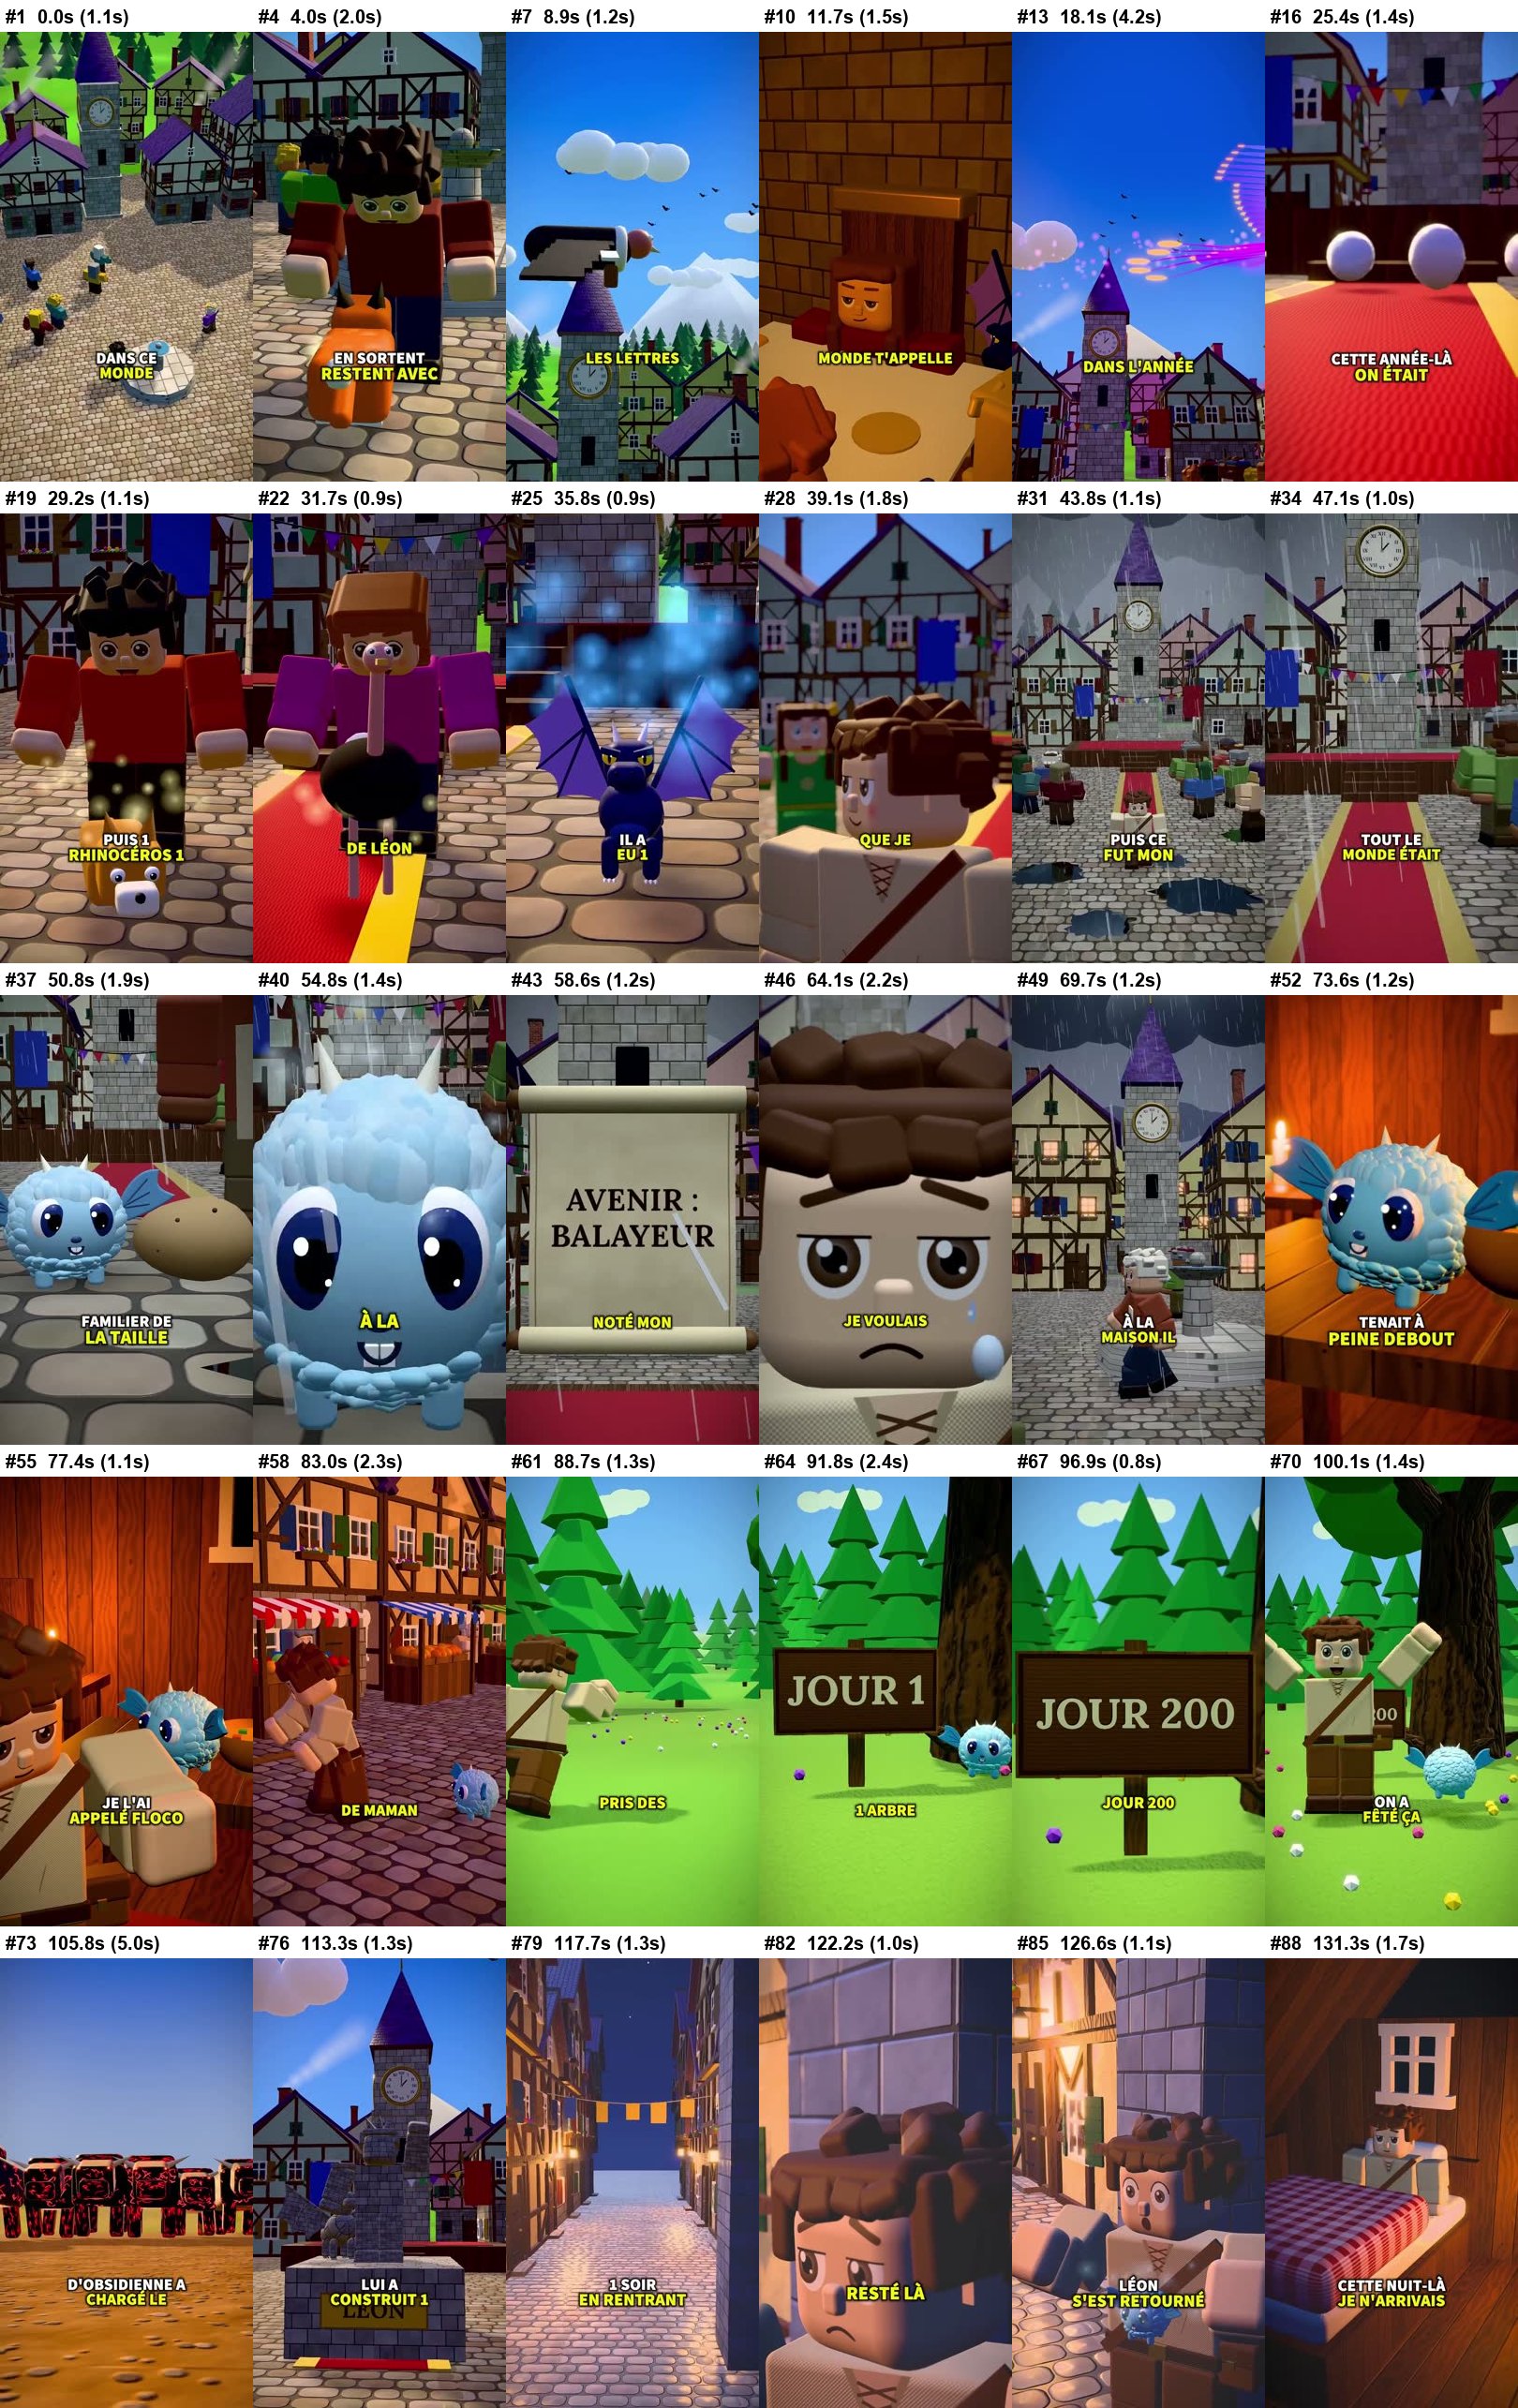 #1 0.0s (1.1s)
#4 4.0s (2.0s)
#7 8.9s (1.2s)
#10 11.7s (1.5s)
#13 18.1s (4.2s)
#16 25.4s (1.4s)
DANS CE
MONDE
EN SORTENT
RESTENT AVEC
LES LETTRES
MONDE T'APPELLE
DANS L'ANNÉE
CETTE ANNÉE-LÀ
ON ÉTAIT
#19 29.2s (1.1s)
#22 31.7s (0.9s)
#25 35.8s (0.9s)
#28 39.1s (1.8s)
#31 43.8s (1.1s)
#34 47.1s (1.0s)
PUIS 1
RHINOCÉROS 1
DE LÉON
IL A
EU 1
QUE JE
PUIS CE
FUT MON
TOUT LE
MONDE ÉTAIT
#37 50.8s (1.9s)
#40 54.8s (1.4s)
#43 58.6s (1.2s)
#46 64.1s (2.2s)
#49 69.7s (1.2s)
#52 73.6s (1.2s)
FAMILIER DE
LA TAILLE
À LA
AVENIR :
BALAYEUR
NOTÉ MON
JE VOULAIS
À LA
MAISON IL
TENAIT À
PEINE DEBOUT
#55 77.4s (1.1s)
#58 83.0s (2.3s)
#61 88.7s (1.3s)
#64 91.8s (2.4s)
#67 96.9s (0.8s)
#70 100.1s (1.4s)
JE L'AI
APPELÉ FLOCO
DE MAMAN
PRIS DES
JOUR 1
1 ARBRE
JOUR 200
JOUR 200
00
ON A
FÊTÉ ÇA
#73 105.8s (5.0s)
#76 113.3s (1.3s)
#79 117.7s (1.3s)
#82 122.2s (1.0s)
#85 126.6s (1.1s)
#88 131.3s (1.7s)
D'OBSIDIENNE A
CHARGÉ LE
LUI A
CONSTRUIT 1
LÉON
1 SOIR
EN RENTRANT
RESTÉ LÀ
LÉON
S'EST RETOURNÉ
CETTE NUIT-LÀ
JE N'ARRIVAIS